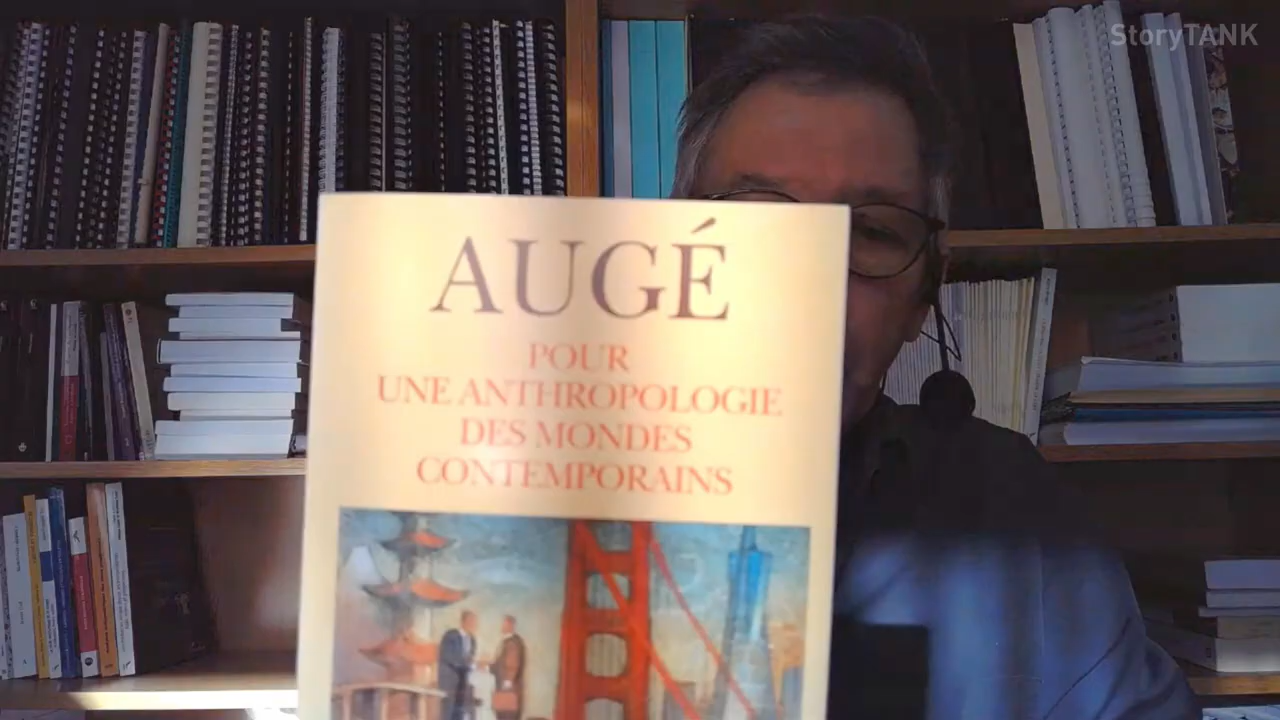 StoryTANK
AUGÉ
POUR
UNE ANTHROPOLOGIE
DES MONDES
CONTEMPORAINS